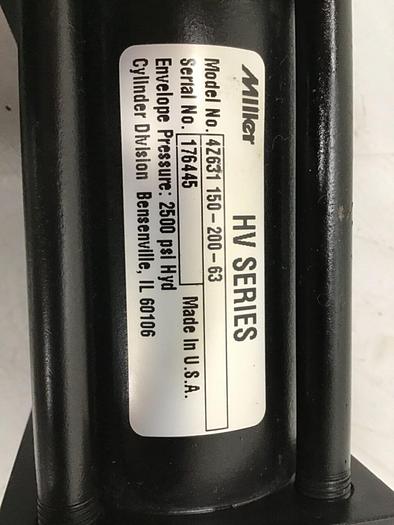 Miller HV SERIES
Model No. 4Z631 150-200-63
Serial No. 176445 Made In U.S.A.
Envelope Pressure: 2500 psi Hyd
Cylinder Division Bensenville, IL 60106